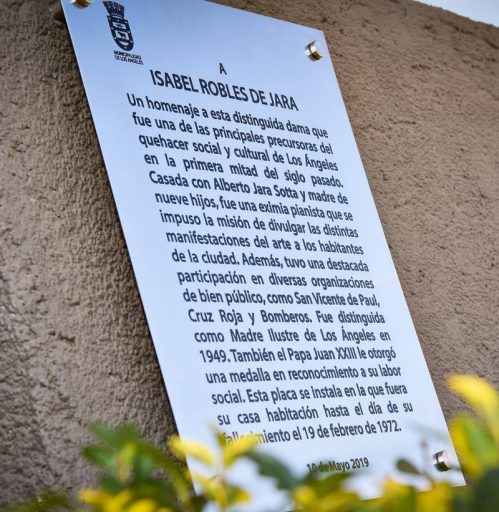 MUNICIPALIDAD
DE LOS ÁNGELES
A
ISABEL ROBLES DE JARA
Un homenaje a esta distinguida dama que
fue una de las principales precursoras del
quehacer social y cultural de Los Ángeles
en la primera mitad del siglo pasado.
Casada con Alberto Jara Sotta y madre de
nueve hijos, fue una eximia pianista que se
impuso la misión de divulgar las distintas
manifestaciones del arte a los habitantes
de la ciudad. Además, tuvo una destacada
participación en diversas organizaciones
de bien público, como San Vicente de Paul,
Cruz Roja y Bomberos. Fue distinguida
como Madre Ilustre de Los Ángeles en
1949. También el Papa Juan XXIII le otorgó
una medalla en reconocimiento a su labor
social. Esta placa se instala en la que fuera
su casa habitación hasta el día de su
fallecimiento el 19 de febrero de 1972.
10 de Mayo 2019